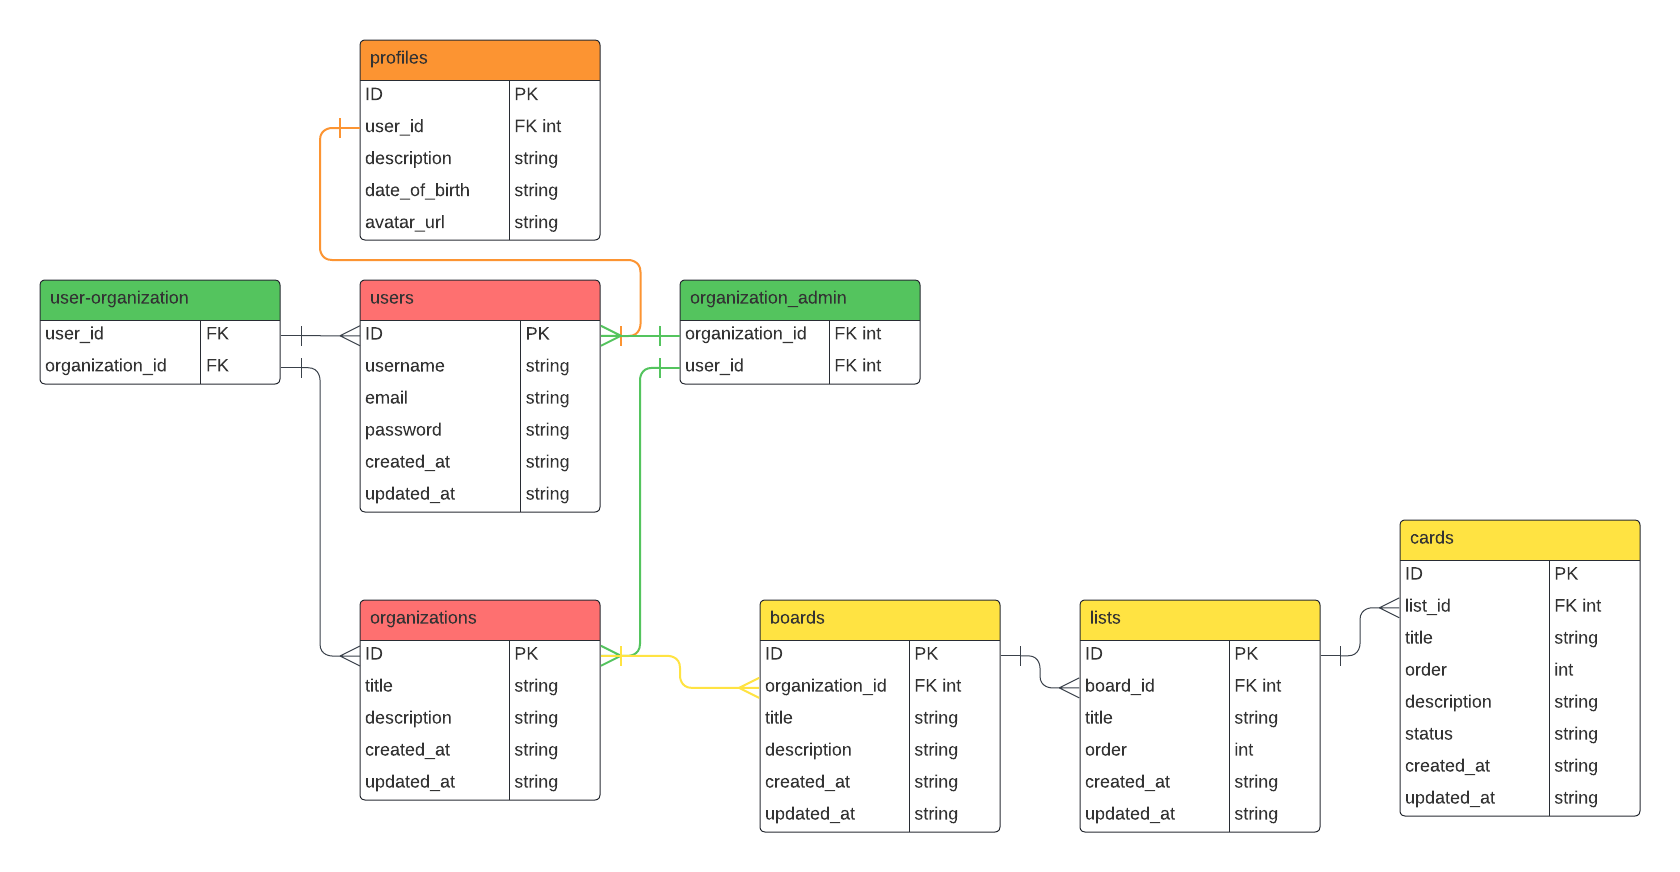 profiles
ID PK
user_id FK int
description string
date_of_birth string
avatar_url string
user-organization
user_id FK
organization_id FK
users
ID PK
username string
email string
password string
created_at string
updated_at string
organization_admin
organization_id FK int
user_id FK int
organizations
ID PK
title string
description string
created_at string
updated_at string
boards
ID PK
organization_id FK int
title string
description string
created_at string
updated_at string
lists
ID PK
board_id FK int
title string
order int
created_at string
updated_at string
cards
ID PK
list_id FK int
title string
order int
description string
status string
created_at string
updated_at string